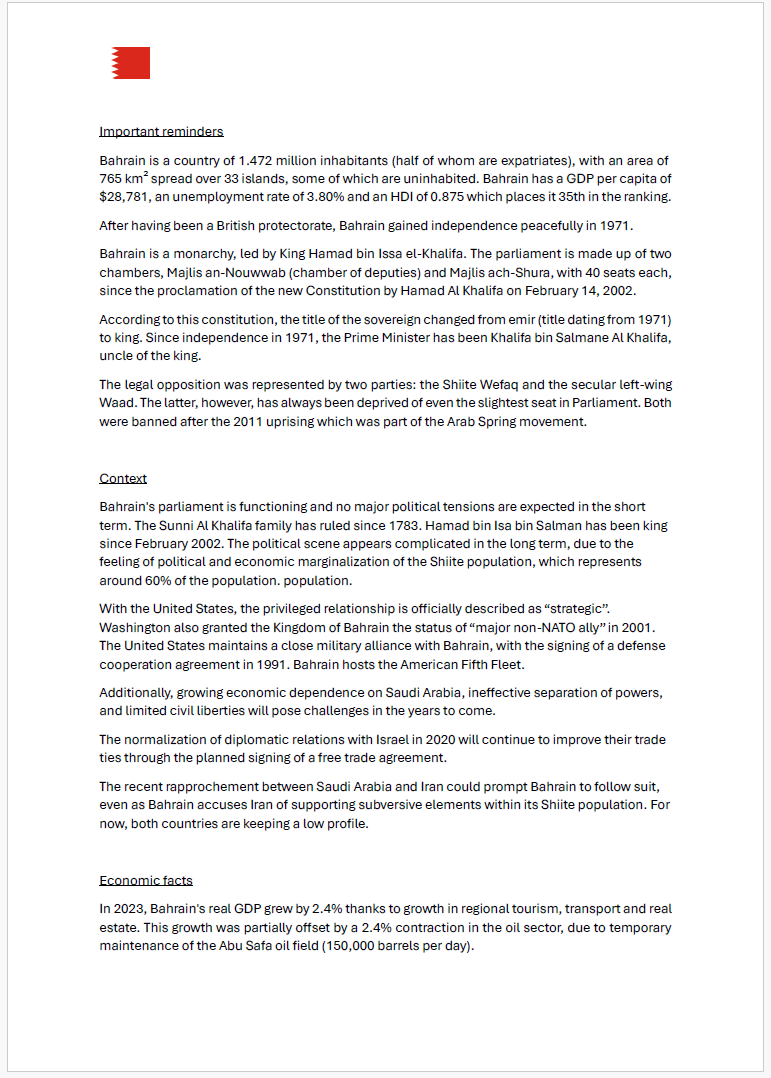 Important reminders
Bahrain is a country of 1.472 million inhabitants (half of whom are expatriates), with an area of
765 km² spread over 33 islands, some of which are uninhabited. Bahrain has a GDP per capita of
$28,781, an unemployment rate of 3.80% and an HDI of 0.875 which places it 35th in the ranking.
After having been a British protectorate, Bahrain gained independence peacefully in 1971.
Bahrain is a monarchy, led by King Hamad bin Issa el-Khalifa. The parliament is made up of two
chambers, Majlis an-Nouwwab (chamber of deputies) and Majlis ach-Shura, with 40 seats each,
since the proclamation of the new Constitution by Hamad Al Khalifa on February 14, 2002.
According to this constitution, the title of the sovereign changed from emir (title dating from 1971)
to king. Since independence in 1971, the Prime Minister has been Khalifa bin Salmane Al Khalifa,
uncle of the king.
The legal opposition was represented by two parties: the Shiite Wefaq and the secular left-wing
Waad. The latter, however, has always been deprived of even the slightest seat in Parliament. Both
were banned after the 2011 uprising which was part of the Arab Spring movement.
Context
Bahrain's parliament is functioning and no major political tensions are expected in the short
term. The Sunni Al Khalifa family has ruled since 1783. Hamad bin Isa bin Salman has been king
since February 2002. The political scene appears complicated in the long term, due to the
feeling of political and economic marginalization of the Shiite population, which represents
around 60% of the population. population.
With the United States, the privileged relationship is officially described as “strategic”.
Washington also granted the Kingdom of Bahrain the status of “major non-NATO ally” in 2001.
The United States maintains a close military alliance with Bahrain, with the signing of a defense
cooperation agreement in 1991. Bahrain hosts the American Fifth Fleet.
Additionally, growing economic dependence on Saudi Arabia, ineffective separation of powers,
and limited civil liberties will pose challenges in the years to come.
The normalization of diplomatic relations with Israel in 2020 will continue to improve their trade
ties through the planned signing of a free trade agreement.
The recent rapprochement between Saudi Arabia and Iran could prompt Bahrain to follow suit,
even as Bahrain accuses Iran of supporting subversive elements within its Shiite population. For
now, both countries are keeping a low profile.
Economic facts
In 2023, Bahrain's real GDP grew by 2.4% thanks to growth in regional tourism, transport and real
estate. This growth was partially offset by a 2.4% contraction in the oil sector, due to temporary
maintenance of the Abu Safa oil field (150,000 barrels per day).